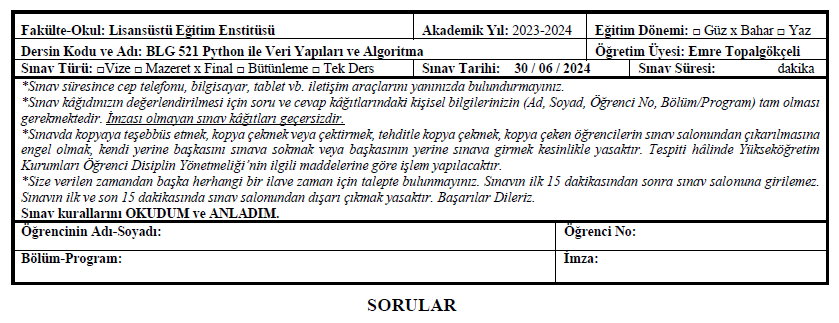 Fakülte-Okul: Lisansüstü Eğitim Enstitüsü Akademik Yıl: 2023-2024 Eğitim Dönemi: □ Güz x Bahar □ Yaz
Dersin Kodu ve Adı: BLG 521 Python ile Veri Yapıları ve Algoritma Öğretim Üyesi: Emre Topalgökçeli
Sınav Türü: □Vize □ Mazeret x Final □ Bütünleme □ Tek Ders Sınav Tarihi: 30 / 06 / 2024 Sınav Süresi: dakika
*Sınav süresince cep telefonu, bilgisayar, tablet vb. iletişim araçlarını yanınızda bulundurmayınız.
*Sınav kâğıdınızın değerlendirilmesi için soru ve cevap kâğıtlarındaki kişisel bilgilerinizin (Ad, Soyad, Öğrenci No, Bölüm/Program) tam olması
gerekmektedir. İmzası olmayan sınav kâğıtları geçersizdir.
*Sınavda kopyaya teşebbüs etmek, kopya çekmek veya çektirmek, tehditle kopya çekmek, kopya çeken öğrencilerin sınav salonundan çıkarılmasına
engel olmak, kendi yerine başkasını sınava sokmak veya başkasının yerine sınava girmek kesinlikle yasaktır. Tespiti hâlinde Yükseköğretim
Kurumları Öğrenci Disiplin Yönetmeliği'nin ilgili maddelerine göre işlem yapılacaktır.
*Size verilen zamandan başka herhangi bir ilave zaman için talepte bulunmayınız. Sınavın ilk 15 dakikasından sonra sınav salonuna girilemez.
Sınavın ilk ve son 15 dakikasında sınav salonundan dışarı çıkmak yasaktır. Başarılar Dileriz.
Sınav kurallarını OKUDUM ve ANLADIM.
Öğrencinin Adı-Soyadı: Öğrenci No:
Bölüm-Program: İmza:
SORULAR